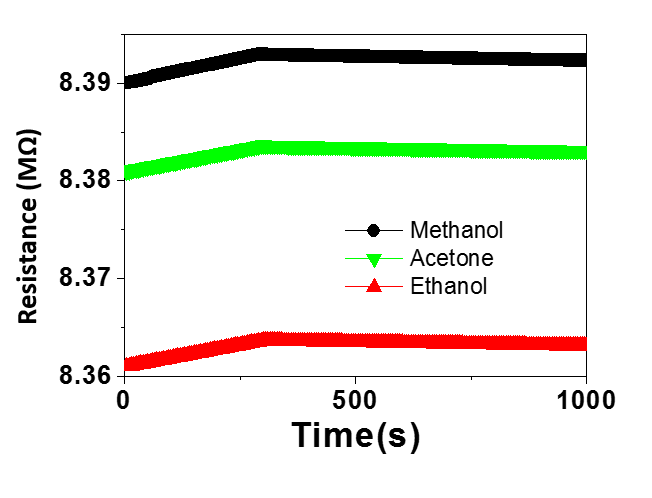 8.39
8.38
8.37
8.36
Resistance (MΩ)
Methanol
Acetone
Ethanol
0 500 1000
Time(s)